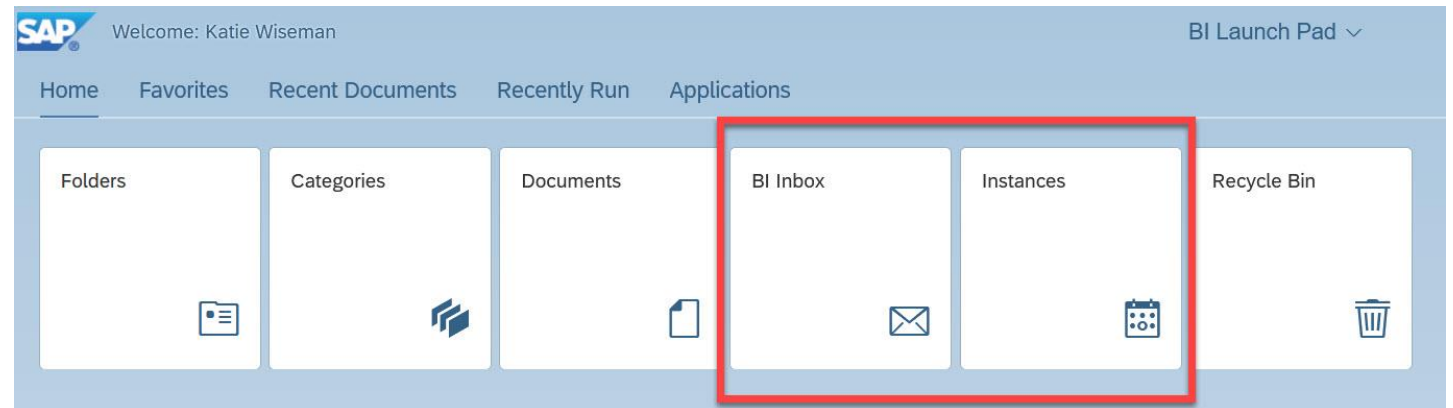 SAP® Welcome: Katie Wiseman BI Launch Pad
Home Favorites Recent Documents Recently Run Applications
Folders Categories Documents BI Inbox Instances Recycle Bin